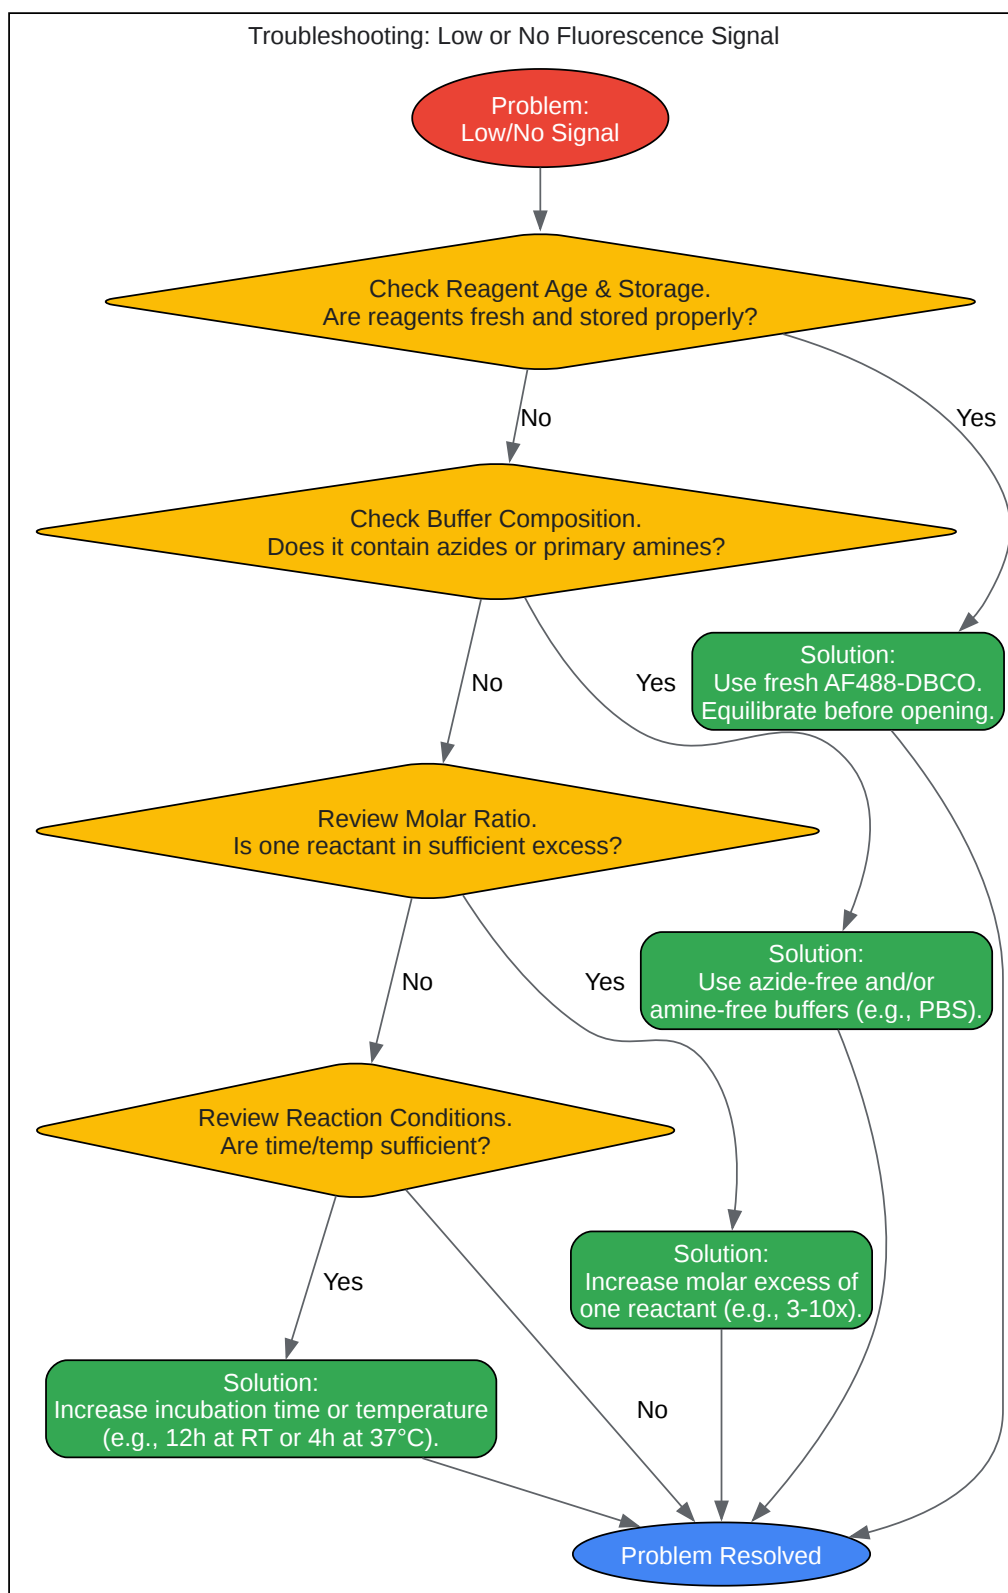 Troubleshooting: Low or No Fluorescence Signal
Problem:
Low/No Signal
Check Reagent Age & Storage.
Are reagents fresh and stored properly?
No
Yes
Check Buffer Composition.
Does it contain azides or primary amines?
No
Yes
Solution:
Use fresh AF488-DBCO.
Equilibrate before opening.
Review Molar Ratio.
Is one reactant in sufficient excess?
No
Yes
Solution:
Use azide-free and/or
amine-free buffers (e.g., PBS).
Review Reaction Conditions.
Are time/temp sufficient?
Yes
No
Solution:
Increase molar excess of
one reactant (e.g., 3-10x).
Solution:
Increase incubation time or temperature
(e.g., 12h at RT or 4h at 37°C).
Problem Resolved